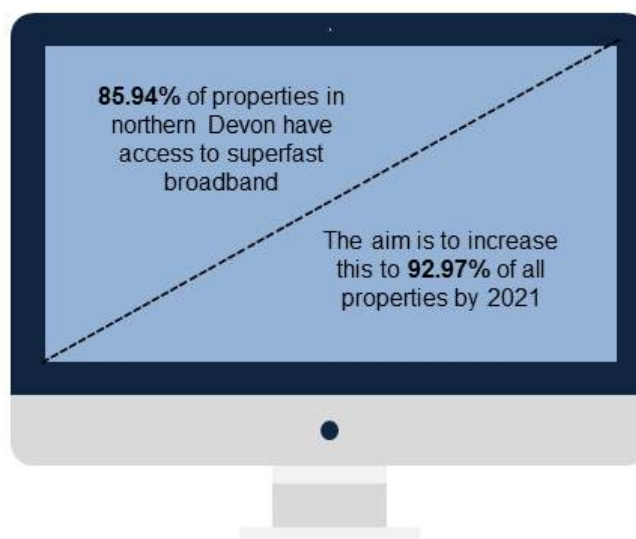 85.94% of properties in
northern Devon have
access to superfast
broadband
The aim is to increase
this to 92.97% of all
properties by 2021